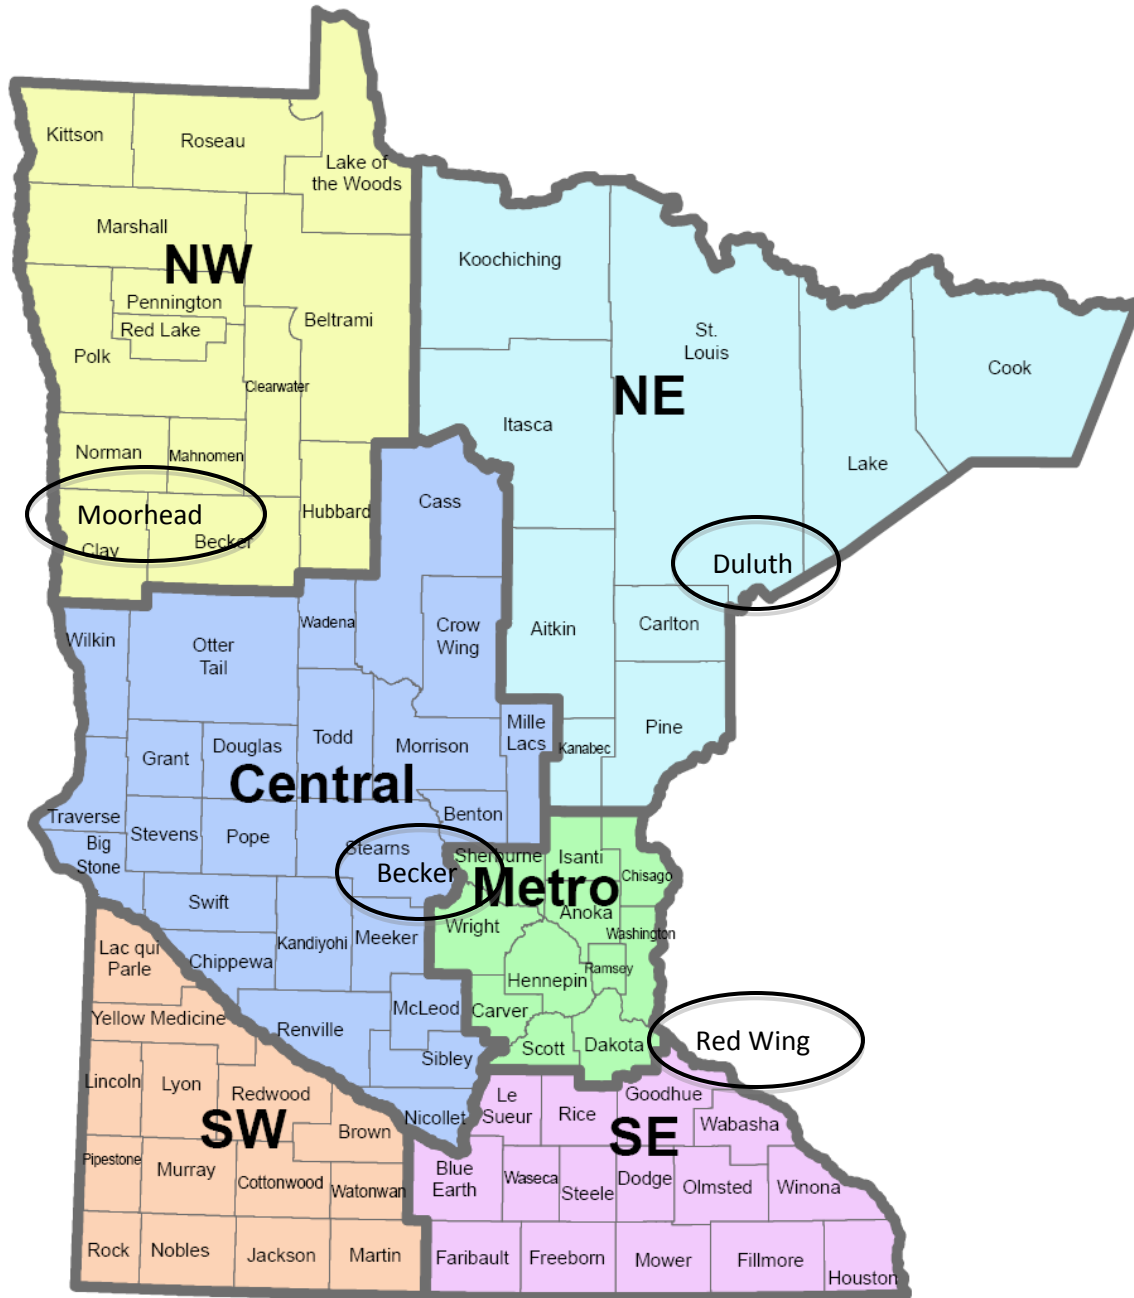 Kittson
Roseau
Lake of
the Woods
Marshall
NW
Pennington
Red Lake
Beltrami
Polk
Clearwater
Norman
Mahnomen
Moorhead
Clay
Becker
Hubbard
Koochiching
St.
Louis
NE
Cook
Itasca
Lake
Duluth
Aitkin
Carlton
Kanabec
Pine
Cass
Wadena
Crow
Wing
Wilkin
Otter
Tail
Mille
Lacs
Grant
Douglas
Todd
Morrison
Central
Traverse
Stevens
Pope
Benton
Big
Stone
Stearns
Becker
Swift
Kandiyohi
Meeker
Chippewa
McLeod
Renville
Sibley
Nicollet
Sherburne
Isanti
Chisago
Metro
Anoka
Wright
Washington
Ramsey
Hennepin
Carver
Scott
Dakota
Red Wing
Lac qui
Parle
Yellow Medicine
Lincoln
Lyon
Redwood
SW
Brown
Pipestone
Murray
Cottonwood
Watonwan
Rock
Nobles
Jackson
Martin
Le
Sueur
Rice
Goodhue
Wabasha
SE
Blue
Earth
Waseca
Steele
Dodge
Olmsted
Winona
Faribault
Freeborn
Mower
Fillmore
Houston